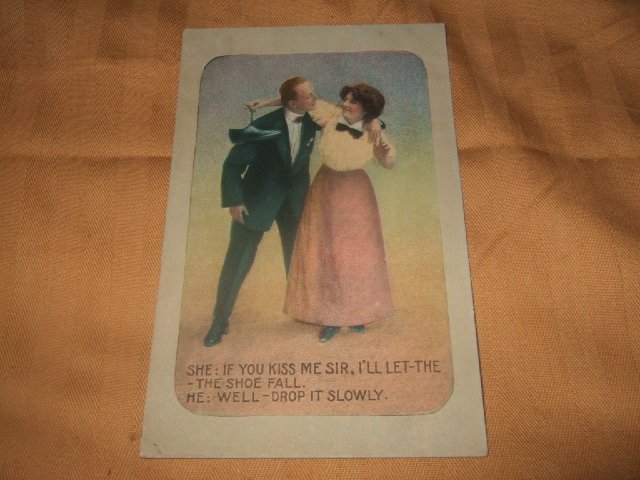 SHE: IF YOU KISS ME SIR, I'LL LET-THE
-THE SHOE FALL.
HE: WELL-DROP IT SLOWLY.